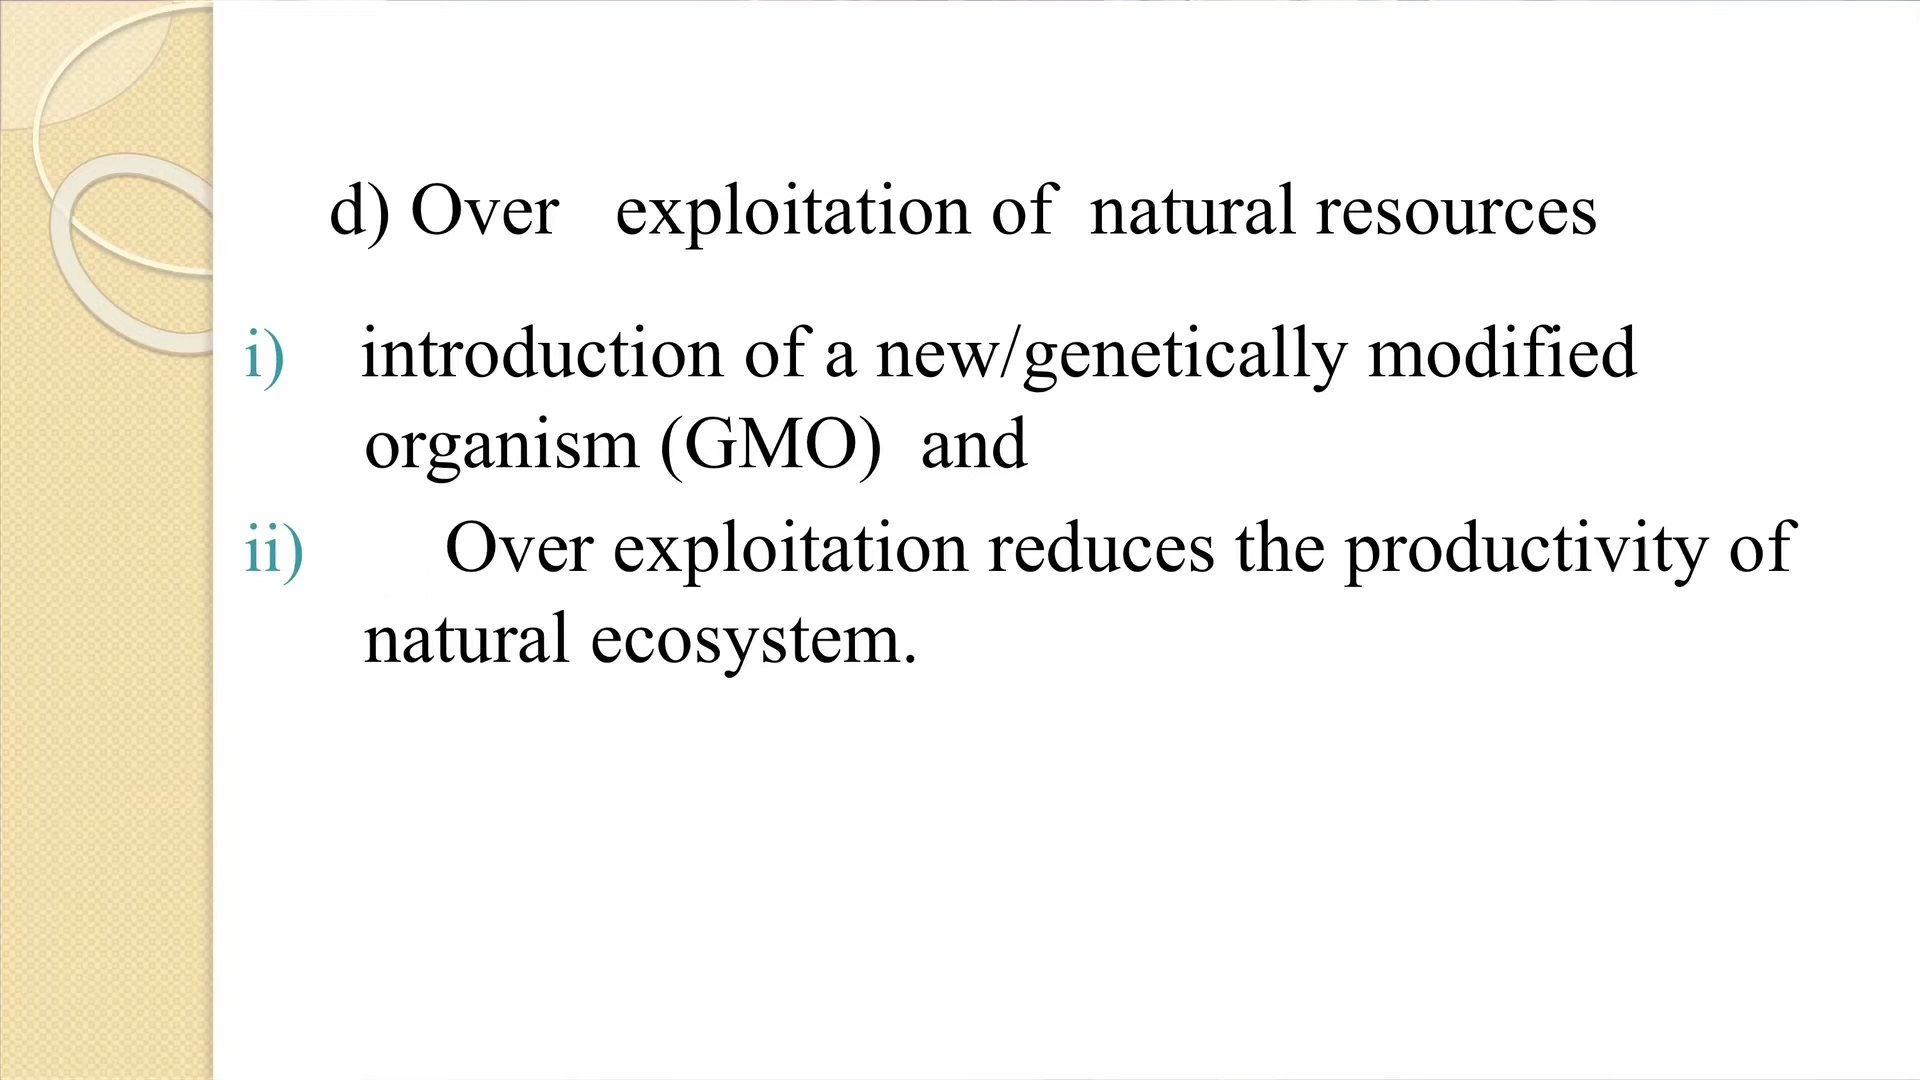 d) Over exploitation of natural resources
i) introduction of a new/genetically modified
organism (GMO) and
ii) Over exploitation reduces the productivity of
natural ecosystem.